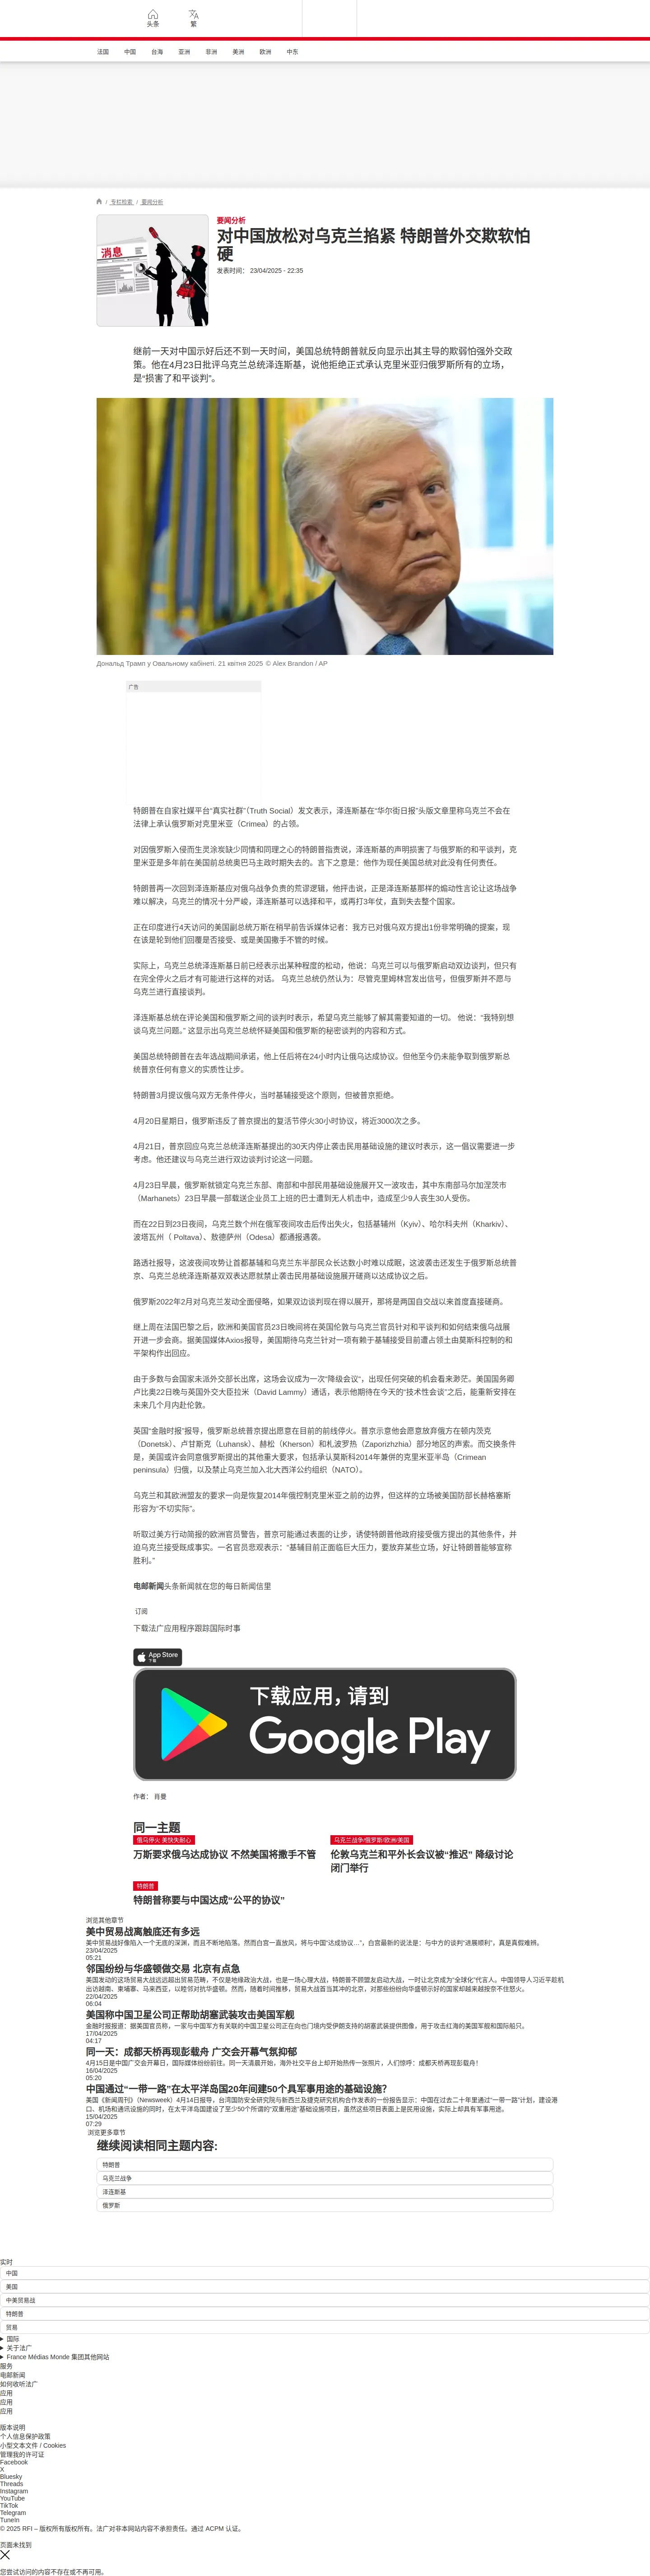 头条
繁
法国 中国 台海 亚洲 非洲 美洲 欧洲 中东
/ 专栏检索 / 要闻分析
消息
要闻分析
对中国放松对乌克兰掐紧 特朗普外交欺软怕
硬
发表时间： 23/04/2025 - 22:35
继前一天对中国示好后还不到一天时间，美国总统特朗普就反向显示出其主导的欺弱怕强外交政
策。他在4月23日批评乌克兰总统泽连斯基，说他拒绝正式承认克里米亚归俄罗斯所有的立场，
是“损害了和平谈判”。
Дональд Трамп у Овальному кабінеті. 21 квітня 2025 © Alex Brandon / AP
广告
特朗普在自家社媒平台“真实社群”（Truth Social）发文表示，泽连斯基在“华尔街日报”头版文章里称乌克兰不会在
法律上承认俄罗斯对克里米亚（Crimea）的占领。
对因俄罗斯入侵而生灵涂炭缺少同情和同理之心的特朗普指责说，泽连斯基的声明损害了与俄罗斯的和平谈判，克
里米亚是多年前在美国前总统奥巴马主政时期失去的。言下之意是：他作为现任美国总统对此没有任何责任。
特朗普再一次回到泽连斯基应对俄乌战争负责的荒谬逻辑，他抨击说，正是泽连斯基那样的煽动性言论让这场战争
难以解决，乌克兰的情况十分严峻，泽连斯基可以选择和平，或再打3年仗，直到失去整个国家。
正在印度进行4天访问的美国副总统万斯在稍早前告诉媒体记者：我方已对俄乌双方提出1份非常明确的提案，现
在该是轮到他们回覆是否接受、或是美国撒手不管的时候。
实际上，乌克兰总统泽连斯基日前已经表示出某种程度的松动，他说：乌克兰可以与俄罗斯启动双边谈判，但只有
在完全停火之后才有可能进行这样的对话。 乌克兰总统仍然认为：尽管克里姆林宫发出信号，但俄罗斯并不愿与
乌克兰进行直接谈判。
泽连斯基总统在评论美国和俄罗斯之间的谈判时表示，希望乌克兰能够了解其需要知道的一切。 他说：“我特别想
谈乌克兰问题。” 这显示出乌克兰总统怀疑美国和俄罗斯的秘密谈判的内容和方式。
美国总统特朗普在去年选战期间承诺，他上任后将在24小时内让俄乌达成协议。但他至今仍未能争取到俄罗斯总
统普京任何有意义的实质性让步。
特朗普3月提议俄乌双方无条件停火，当时基辅接受这个原则，但被普京拒绝。
4月20日星期日，俄罗斯违反了普京提出的复活节停火30小时协议，将近3000次之多。
4月21日，普京回应乌克兰总统泽连斯基提出的30天内停止袭击民用基础设施的建议时表示，这一倡议需要进一步
考虑。他还建议与乌克兰进行双边谈判讨论这一问题。
4月23日早晨，俄罗斯就锁定乌克兰东部、南部和中部民用基础设施展开又一波攻击，其中东南部马尔加涅茨市
（Marhanets）23日早晨一部载送企业员工上班的巴士遭到无人机击中，造成至少9人丧生30人受伤。
而在22日到23日夜间，乌克兰数个州在俄军夜间攻击后传出失火，包括基辅州（Kyiv）、哈尔科夫州（Kharkiv）、
波塔瓦州（ Poltava）、敖德萨州（Odesa）都通报遇袭。
路透社报导，这波夜间攻势让首都基辅和乌克兰东半部民众长达数小时难以成眠，这波袭击还发生于俄罗斯总统普
京、乌克兰总统泽连斯基双双表达愿就禁止袭击民用基础设施展开磋商以达成协议之后。
俄罗斯2022年2月对乌克兰发动全面侵略，如果双边谈判现在得以展开，那将是两国自交战以来首度直接磋商。
继上周在法国巴黎之后，欧洲和美国官员23日晚间将在英国伦敦与乌克兰官员针对和平谈判和如何结束俄乌战展
开进一步会商。据美国媒体Axios报导，美国期待乌克兰针对一项有赖于基辅接受目前遭占领土由莫斯科控制的和
平架构作出回应。
由于多数与会国家未派外交部长出席，这场会议成为一次“降级会议”，出现任何突破的机会看来渺茫。美国国务卿
卢比奥22日晚与英国外交大臣拉米（David Lammy）通话，表示他期待在今天的“技术性会谈”之后，能重新安排在
未来几个月内赴伦敦。
英国“金融时报”报导，俄罗斯总统普京提出愿意在目前的前线停火。普京示意他会愿意放弃俄方在顿内茨克
（Donetsk）、卢甘斯克（Luhansk）、赫松（Kherson）和札波罗热（Zaporizhzhia）部分地区的声索。而交换条件
是，美国或许会同意俄罗斯提出的其他重大要求，包括承认莫斯科2014年兼併的克里米亚半岛（Crimean
peninsula）归俄，以及禁止乌克兰加入北大西洋公约组织（NATO）。
乌克兰和其欧洲盟友的要求一向是恢复2014年俄控制克里米亚之前的边界，但这样的立场被美国防部长赫格塞斯
形容为“不切实际”。
听取过美方行动简报的欧洲官员警告，普京可能通过表面的让步，诱使特朗普他政府接受俄方提出的其他条件，并
迫乌克兰接受既成事实。一名官员悲观表示：“基辅目前正面临巨大压力，要放弃某些立场，好让特朗普能够宣称
胜利。”
电邮新闻头条新闻就在您的每日新闻信里
订阅
下载法广应用程序跟踪国际时事
App Store
下载
下载应用，请到
Google Play
作者： 肖曼
同一主题
俄乌停火 美快失耐心
万斯要求俄乌达成协议 不然美国将撒手不管
乌克兰战争/俄罗斯/欧洲/美国
伦敦乌克兰和平外长会议被“推迟” 降级讨论
闭门举行
特朗普
特朗普称要与中国达成“公平的协议”
浏览其他章节
美中贸易战离触底还有多远
美中贸易战好像陷入一个无底的深渊，而且不断地陷落。然而白宫一直放风，将与中国“达成协议…”，白宫最新的说法是：与中方的谈判“进展顺利”，真是真假难辨。
23/04/2025
05:21
邻国纷纷与华盛顿做交易 北京有点急
美国发动的这场贸易大战远远超出贸易范畴，不仅是地缘政治大战，也是一场心理大战，特朗普不顾盟友启动大战，一时让北京成为“全球化”代言人。中国领导人习近平趁机
出访越南、柬埔寨、马来西亚，以睦邻对抗华盛顿。然而，随着时间推移，贸易大战首当其冲的北京，对那些纷纷向华盛顿示好的国家却越来越按奈不住怒火。
22/04/2025
06:04
美国称中国卫星公司正帮助胡塞武装攻击美国军舰
金融时报报道：据美国官员称，一家与中国军方有关联的中国卫星公司正在向也门境内受伊朗支持的胡塞武装提供图像，用于攻击红海的美国军舰和国际船只。
17/04/2025
04:17
同一天：成都天桥再现彭载舟 广交会开幕气氛抑郁
4月15日是中国广交会开幕日，国际媒体纷纷前往。同一天清晨开始，海外社交平台上却开始热传一张照片，人们惊呼：成都天桥再现彭载舟！
16/04/2025
05:20
中国通过“一带一路”在太平洋岛国20年间建50个具军事用途的基础设施？
美国《新闻周刊》（Newsweek）4月14日报导，台湾国防安全研究院与新西兰及捷克研究机构合作发表的一份报告显示：中国在过去二十年里通过“一带一路”计划，建设港
口、机场和通讯设施的同时，在太平洋岛国建设了至少50个所谓的“双重用途”基础设施项目，虽然这些项目表面上是民用设施，实际上却具有军事用途。
15/04/2025
07:29
浏览更多章节
继续阅读相同主题内容:
特朗普
乌克兰战争
泽连斯基
俄罗斯
实时
中国
美国
中美贸易战
特朗普
贸易
国际
关于法广
France Médias Monde 集团其他网站
服务
电邮新闻
如何收听法广
应用
应用
应用
版本说明
个人信息保护政策
小型文本文件 / Cookies
管理我的许可证
Facebook
X
Bluesky
Threads
Instagram
YouTube
TikTok
Telegram
TuneIn
© 2025 RFI – 版权所有版权所有。法广对非本网站内容不承担责任。通过 ACPM 认证。
页面未找到
您尝试访问的内容不存在或不再可用。